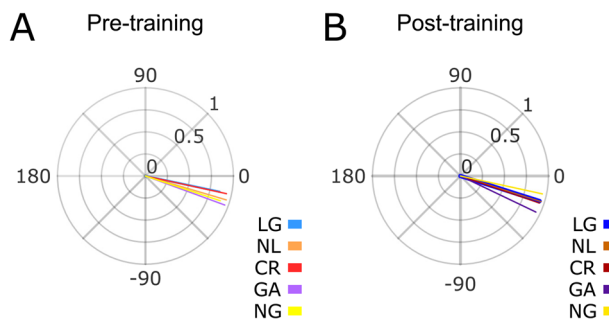 A Pre-training
90
1
0.5
0
180
0
-90
LG
NL
CR
GA
NG
B Post-training
90
1
0.5
0
180
0
-90
LG
NL
CR
GA
NG